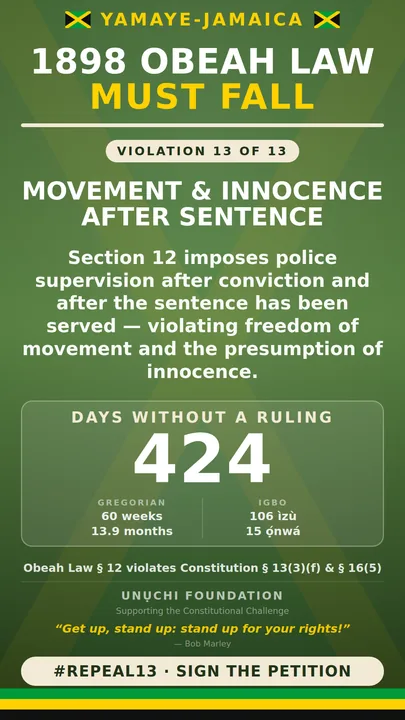 YAMAYE-JAMAICA
1898 OBEAH LAW
MUST FALL
VIOLATION 13 OF 13
MOVEMENT & INNOCENCE
AFTER SENTENCE
Section 12 imposes police
supervision after conviction and
after the sentence has been
served — violating freedom of
movement and the presumption of
innocence.
DAYS WITHOUT A RULING
424
GREGORIAN
60 weeks
13.9 months
IGBO
106 ìzù
15 ọ́nwá
Obeah Law § 12 violates Constitution § 13(3)(f) & § 16(5)
UNỤCHI FOUNDATION
Supporting the Constitutional Challenge
“Get up, stand up: stand up for your rights!”
— Bob Marley
#REPEAL13 · SIGN THE PETITION